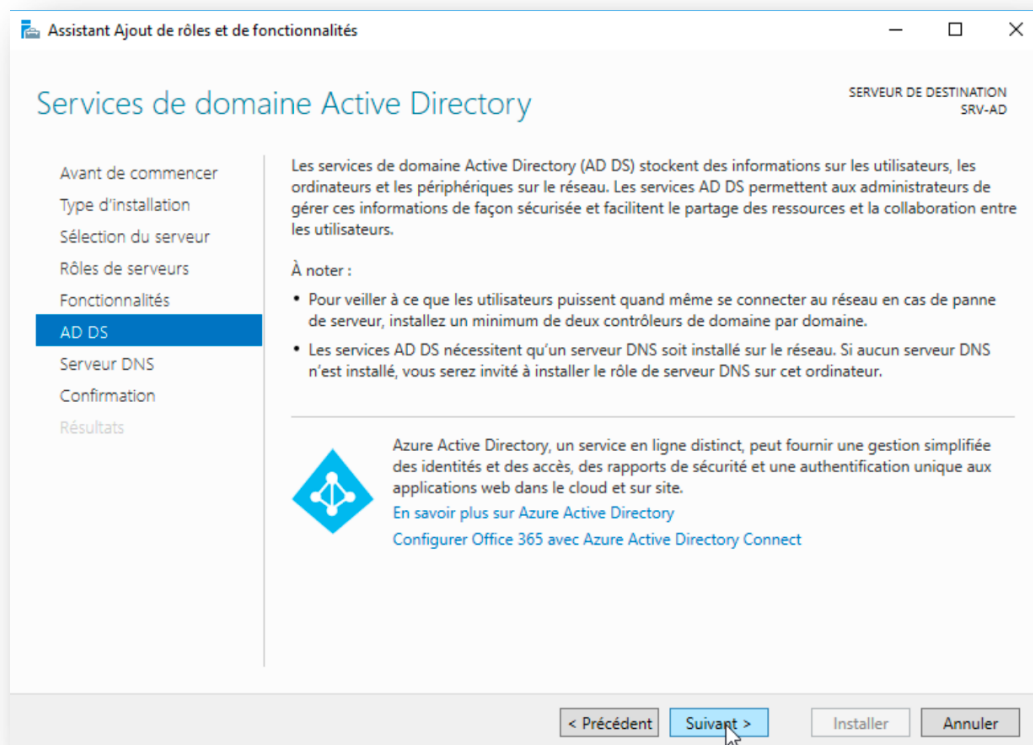 Assistant Ajout de rôles et de fonctionnalités
Services de domaine Active Directory
SERVEUR DE DESTINATION
SRV-AD
Avant de commencer
Type d'installation
Sélection du serveur
Rôles de serveurs
Fonctionnalités
AD DS
Serveur DNS
Confirmation
Résultats
Les services de domaine Active Directory (AD DS) stockent des informations sur les utilisateurs, les
ordinateurs et les périphériques sur le réseau. Les services AD DS permettent aux administrateurs de
gérer ces informations de façon sécurisée et facilitent le partage des ressources et la collaboration entre
les utilisateurs.
À noter :
• Pour veiller à ce que les utilisateurs puissent quand même se connecter au réseau en cas de panne
de serveur, installez un minimum de deux contrôleurs de domaine par domaine.
• Les services AD DS nécessitent qu'un serveur DNS soit installé sur le réseau. Si aucun serveur DNS
n'est installé, vous serez invité à installer le rôle de serveur DNS sur cet ordinateur.
Azure Active Directory, un service en ligne distinct, peut fournir une gestion simplifiée
des identités et des accès, des rapports de sécurité et une authentification unique aux
applications web dans le cloud et sur site.
En savoir plus sur Azure Active Directory
Configurer Office 365 avec Azure Active Directory Connect
< Précédent
Suivant >
Installer
Annuler